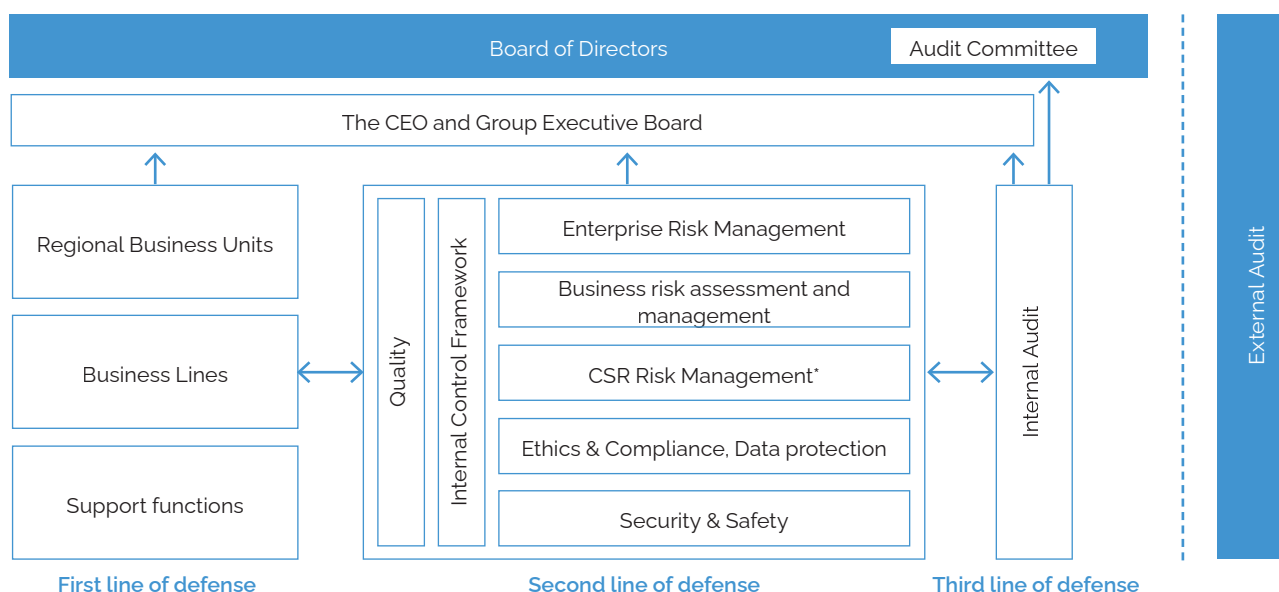 Board of Directors
Audit Committee
The CEO and Group Executive Board
Regional Business Units
Business Lines
Support functions
Quality
Internal Control Framework
Enterprise Risk Management
Business risk assessment and
management
CSR Risk Management*
Ethics & Compliance, Data protection
Security & Safety
Internal Audit
External Audit
First line of defense
Second line of defense
Third line of defense